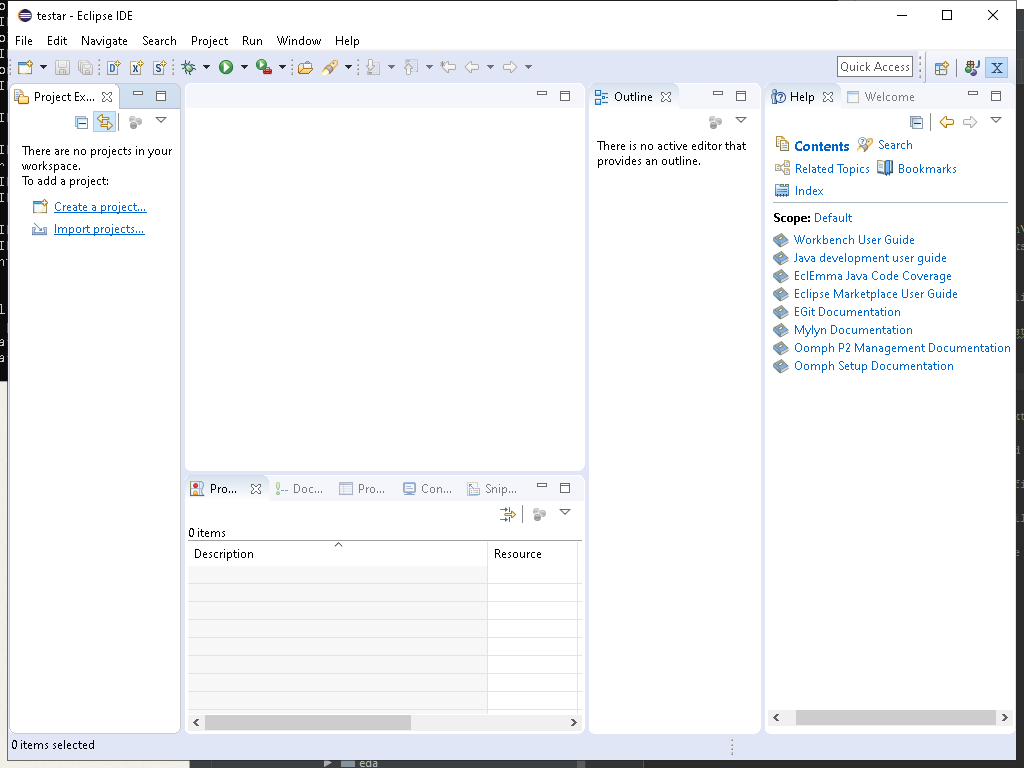 testar - Eclipse IDE
File Edit Navigate Search Project Run Window Help
Quick Access
Project Ex...
There are no projects in your
workspace.
To add a project:
Create a project...
Import projects...
Outline
There is no active editor that
provides an outline.
Help
Welcome
Contents
Search
Related Topics
Bookmarks
Index
Scope: Default
Workbench User Guide
Java development user guide
EclEmma Java Code Coverage
Eclipse Marketplace User Guide
EGit Documentation
Mylyn Documentation
Oomph P2 Management Documentation
Oomph Setup Documentation
Pro... Doc... Pro... Con... Snip...
0 items
Description Resource
0 items selected
eda